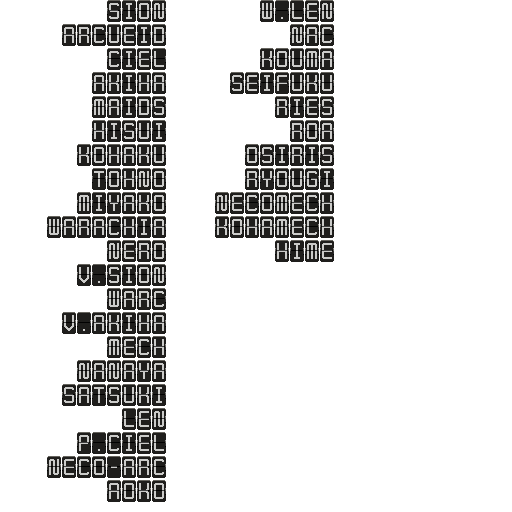 SION
ARCUEID
CIEL
AKIHA
MAIDS
HISUI
KOHAKU
TOHNO
MIYAKO
WARACHIA
NERO
V.SION
WARC
V.AKIHA
MECH
NANAYA
SATSUKI
LEN
P.CIEL
NECO-ARC
AOKO
W.LEN
NAC
KOUMA
SEIFUKU
RIES
ROA
OSIRIS
RYOUGI
NECOMECH
KOHAMECH
HIME